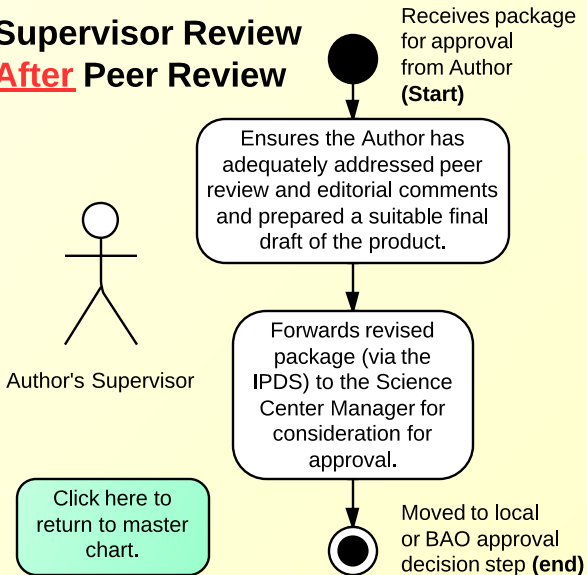 Supervisor Review
After Peer Review
Receives package
for approval
from Author
(Start)
Ensures the Author has
adequately addressed peer
review and editorial comments
and prepared a suitable final
draft of the product.
Author's Supervisor
Forwards revised
package (via the
IPDS) to the Science
Center Manager for
consideration for
approval.
Click here to
return to master
chart.
Moved to local
or BAO approval
decision step (end)